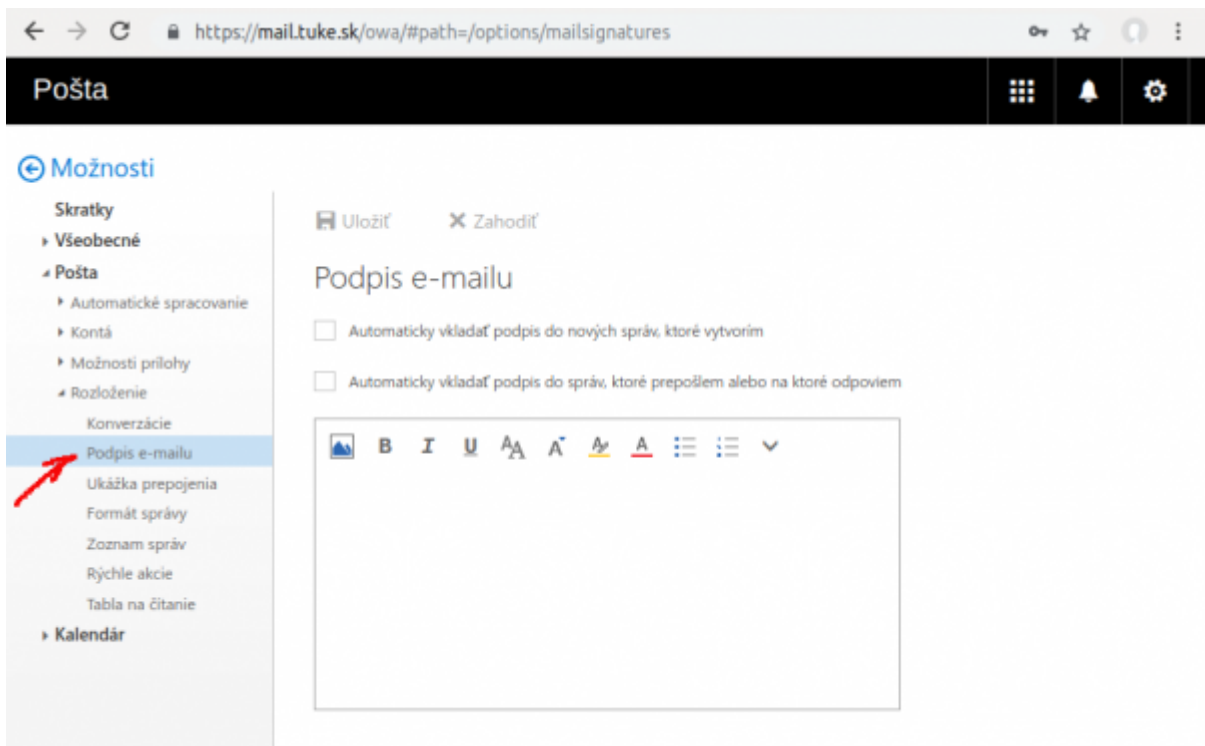 https://mail.tuke.sk/owa/#path=/options/mailsignatures
Pošta
Možnosti
Skratky
Všeobecné
Pošta
Automatické spracovanie
Kontá
Možnosti prílohy
Rozloženie
Konverzácie
Podpis e-mailu
Ukážka prepojenia
Formát správy
Zoznam správ
Rýchle akcie
Tabla na čítanie
Kalendár
Uložiť Zahodiť
Podpis e-mailu
Automaticky vkladať podpis do nových správ, ktoré vytvorím
Automaticky vkladať podpis do správ, ktoré prepošlem alebo na ktoré odpoviem
B I U AA A A A